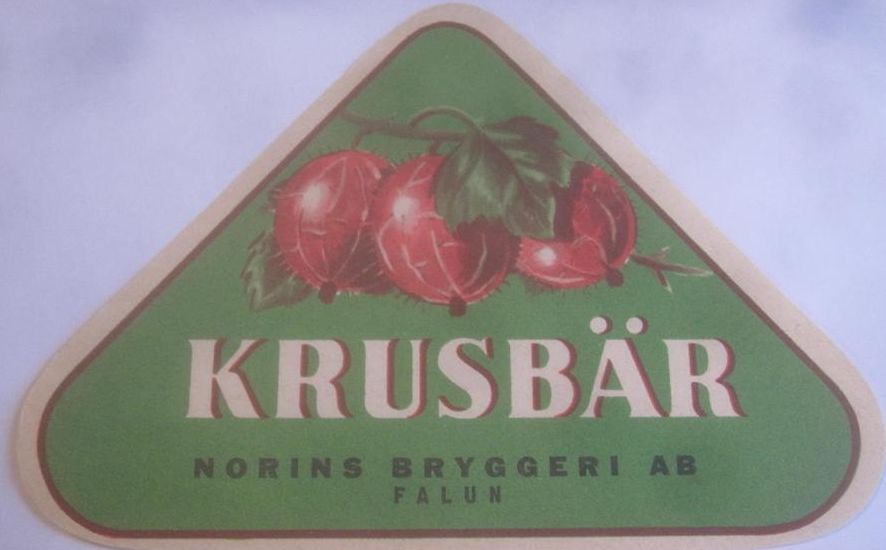 KRUSBÄR
NORINS BRYGGERI AB
FALUN